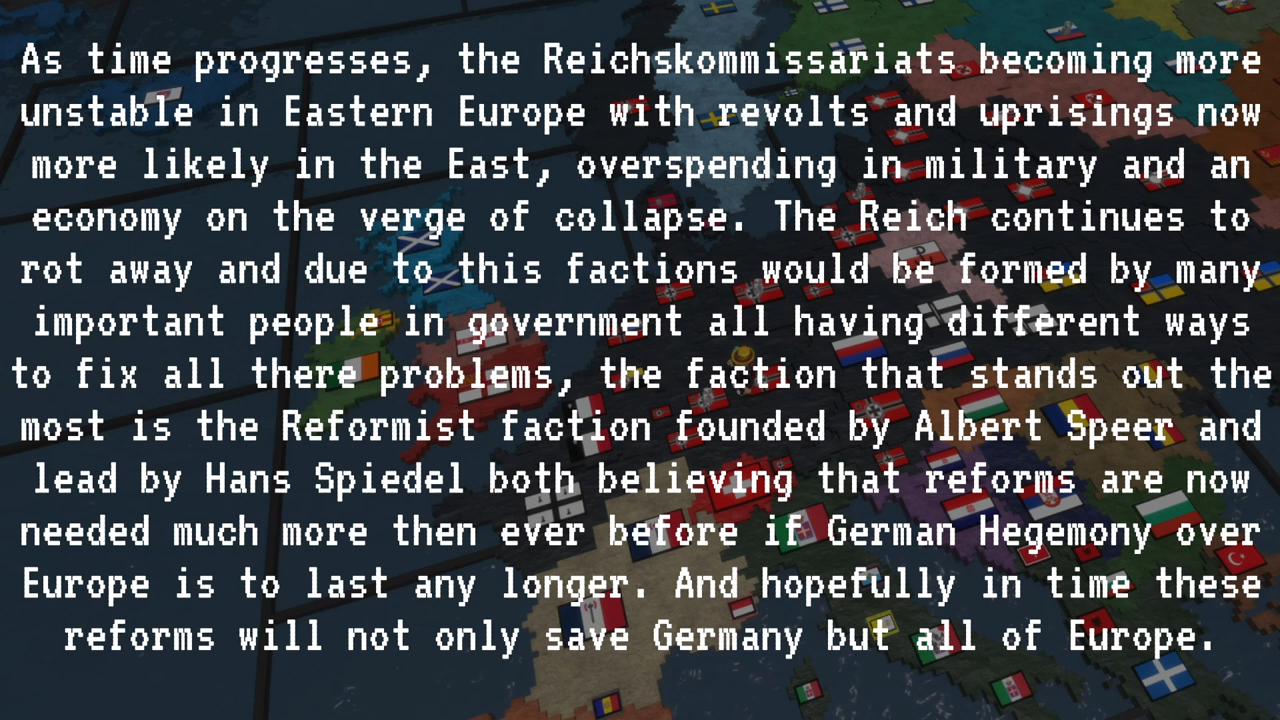 As time progresses, the Reichskommissariats becoming more
unstable in Eastern Europe with revolts and uprisings now
more likely in the East, overspending in military and an
economy on the verge of collapse. The Reich continues to
rot away and due to this factions would be formed by many
important people in government all having different ways
to fix all there problems, the faction that stands out the
most is the Reformist faction founded by Albert Speer and
lead by Hans Spiedel both believing that reforms are now
needed much more then ever before if German Hegemony over
Europe is to last any longer. And hopefully in time these
reforms will not only save Germany but all of Europe.